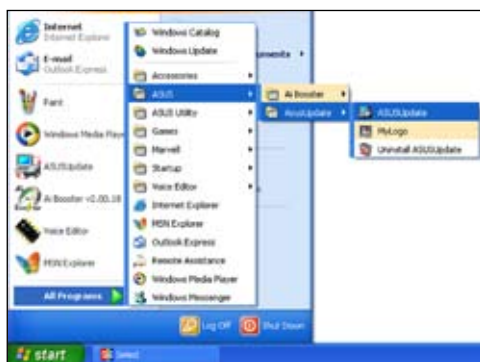 Internet
Internet Explorer
E-mail
Outlook Express
Paint
Windows Media Player
ASUSUpdate
Ai Booster v2.00.18
Voice Editor
MSN Explorer
All Programs
Windows Catalog
Windows Update
Accessories
ASUS
ASUS Utility
Games
Marvell
Startup
Voice Editor
Internet Explorer
MSN Explorer
Outlook Express
Remote Assistance
Windows Media Player
Windows Messenger
Ai Booster
AsusUpdate
ASUSUpdate
MyLogo
Uninstall ASUSUpdate
Log Off
Shut Down
start